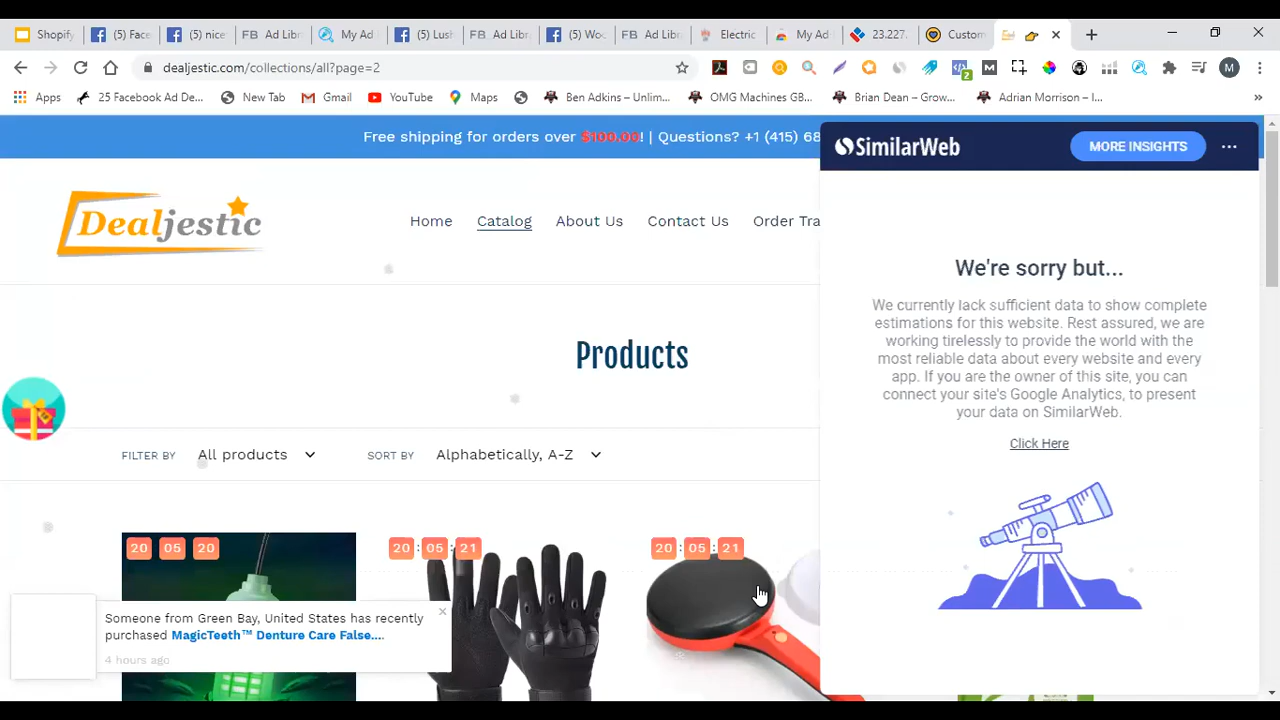 Shopify
(5) Face
(5) nice
Ad Lib
My Ad
(5) Lush
Ad Libra
(5) Woo
Ad Lib
Electric
My Ad
23.227.
Custom
dealjestic.com/collections/all?page=2
2
M
Apps
25 Facebook Ad De...
New Tab
Gmail
YouTube
Maps
Ben Adkins – Unlim...
OMG Machines GB...
Brian Dean – Grow...
Adrian Morrison – I...
»
Free shipping for orders over $100.00! | Questions? +1 (415) 68
SimilarWeb
MORE INSIGHTS
Dealjestic
Home
Catalog
About Us
Contact Us
Order Tra
We're sorry but...
We currently lack sufficient data to show complete
estimations for this website. Rest assured, we are
working tirelessly to provide the world with the
most reliable data about every website and every
app. If you are the owner of this site, you can
connect your site's Google Analytics, to present
your data on SimilarWeb.
Click Here
Products
FILTER BY
All products
SORT BY
Alphabetically, A-Z
20 05 20
20 : 05 : 21
20 : 05 : 21
Someone from Green Bay, United States has recently
purchased MagicTeeth™ Denture Care False....
4 hours ago